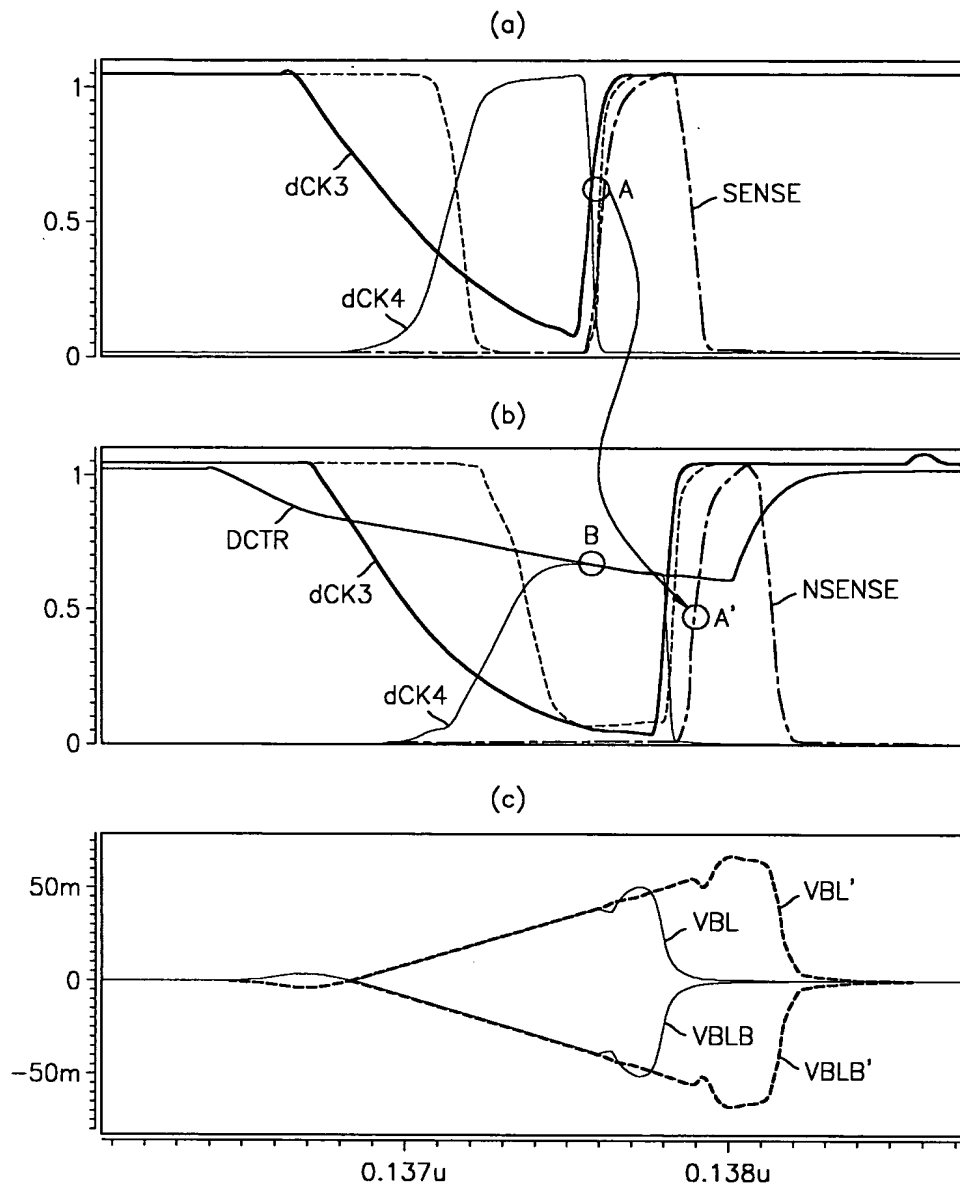 (a)
1
0.5
0
dCK3
dCK4
A
SENSE
(b)
1
0.5
0
DCTR
dCK3
dCK4
B
A'
NSENSE
(c)
50m
0
-50m
VBL
VBL'
VBLB
VBLB'
0.137u
0.138u